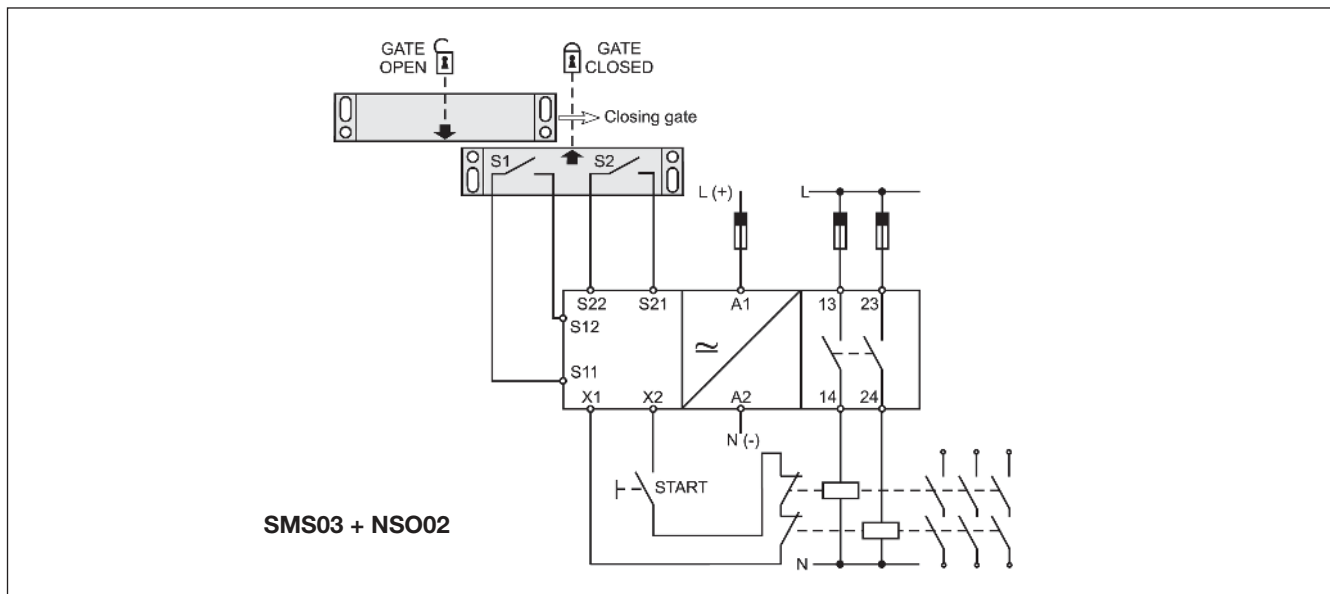 GATE
OPEN
GATE
CLOSED
Closing gate
S1
S2
L (+)
L
S22
S21
A1
13
23
S12
S11
X1
X2
A2
14
24
N (-)
START
SMS03 + NSO02
N